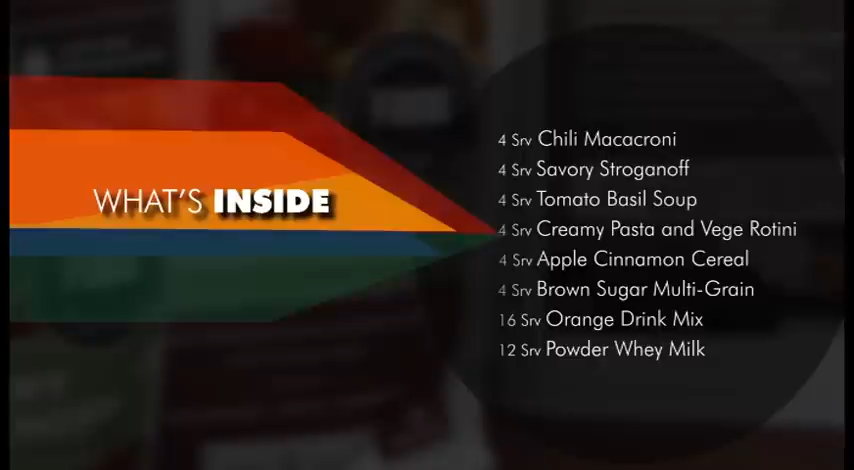 WHAT'S INSIDE
4 Srv Chili Macacroni
4 Srv Savory Stroganoff
4 Srv Tomato Basil Soup
4 Srv Creamy Pasta and Vege Rotini
4 Srv Apple Cinnamon Cereal
4 Srv Brown Sugar Multi-Grain
16 Srv Orange Drink Mix
12 Srv Powder Whey Milk